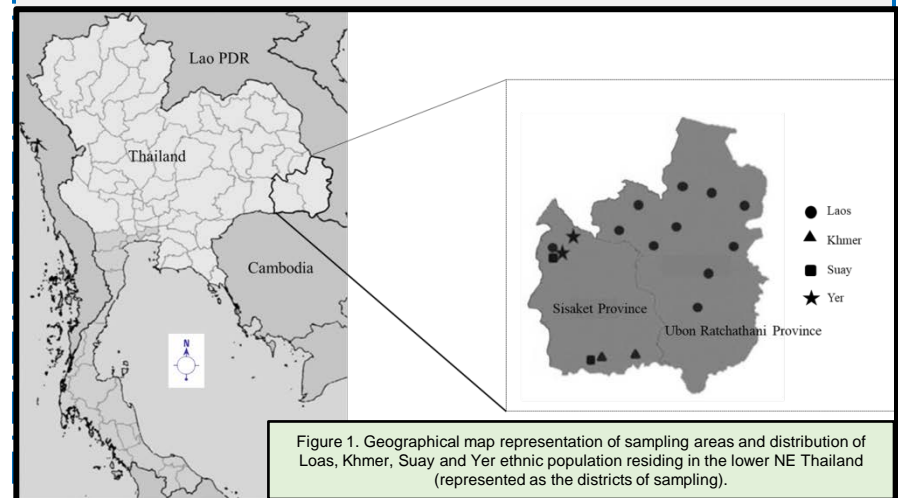 Lao PDR
Thailand
Cambodia
N
Laos
Khmer
Suay
Yer
Sisaket Province
Ubon Ratchathani Province
Figure 1. Geographical map representation of sampling areas and distribution of
Loas, Khmer, Suay and Yer ethnic population residing in the lower NE Thailand
(represented as the districts of sampling).